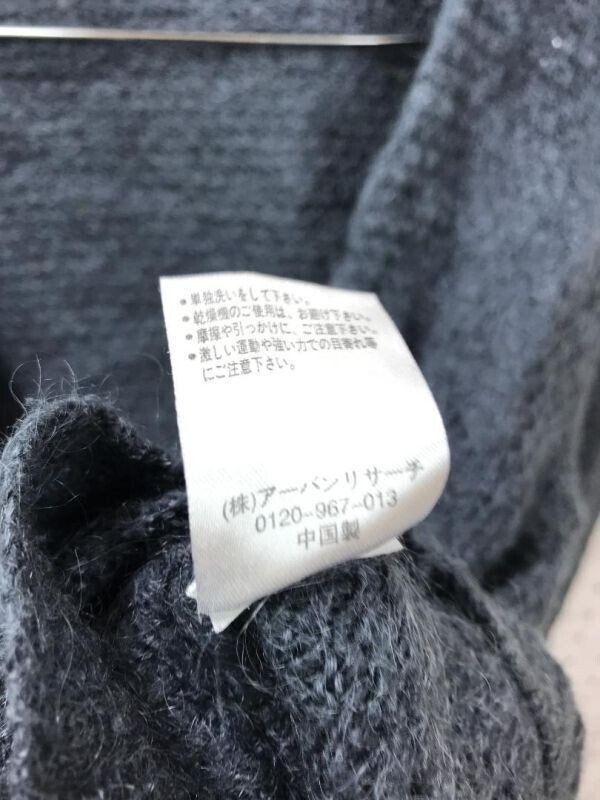 ●単独洗いをして下さい。
●乾燥機のご使用は、お避け下さい。
●摩擦や引っかけに、ご注意下さい。
●激しい運動や強い力での目寄れ等
にご注意下さい。
(株)アーバンリサーチ
0120-967-013
中国製